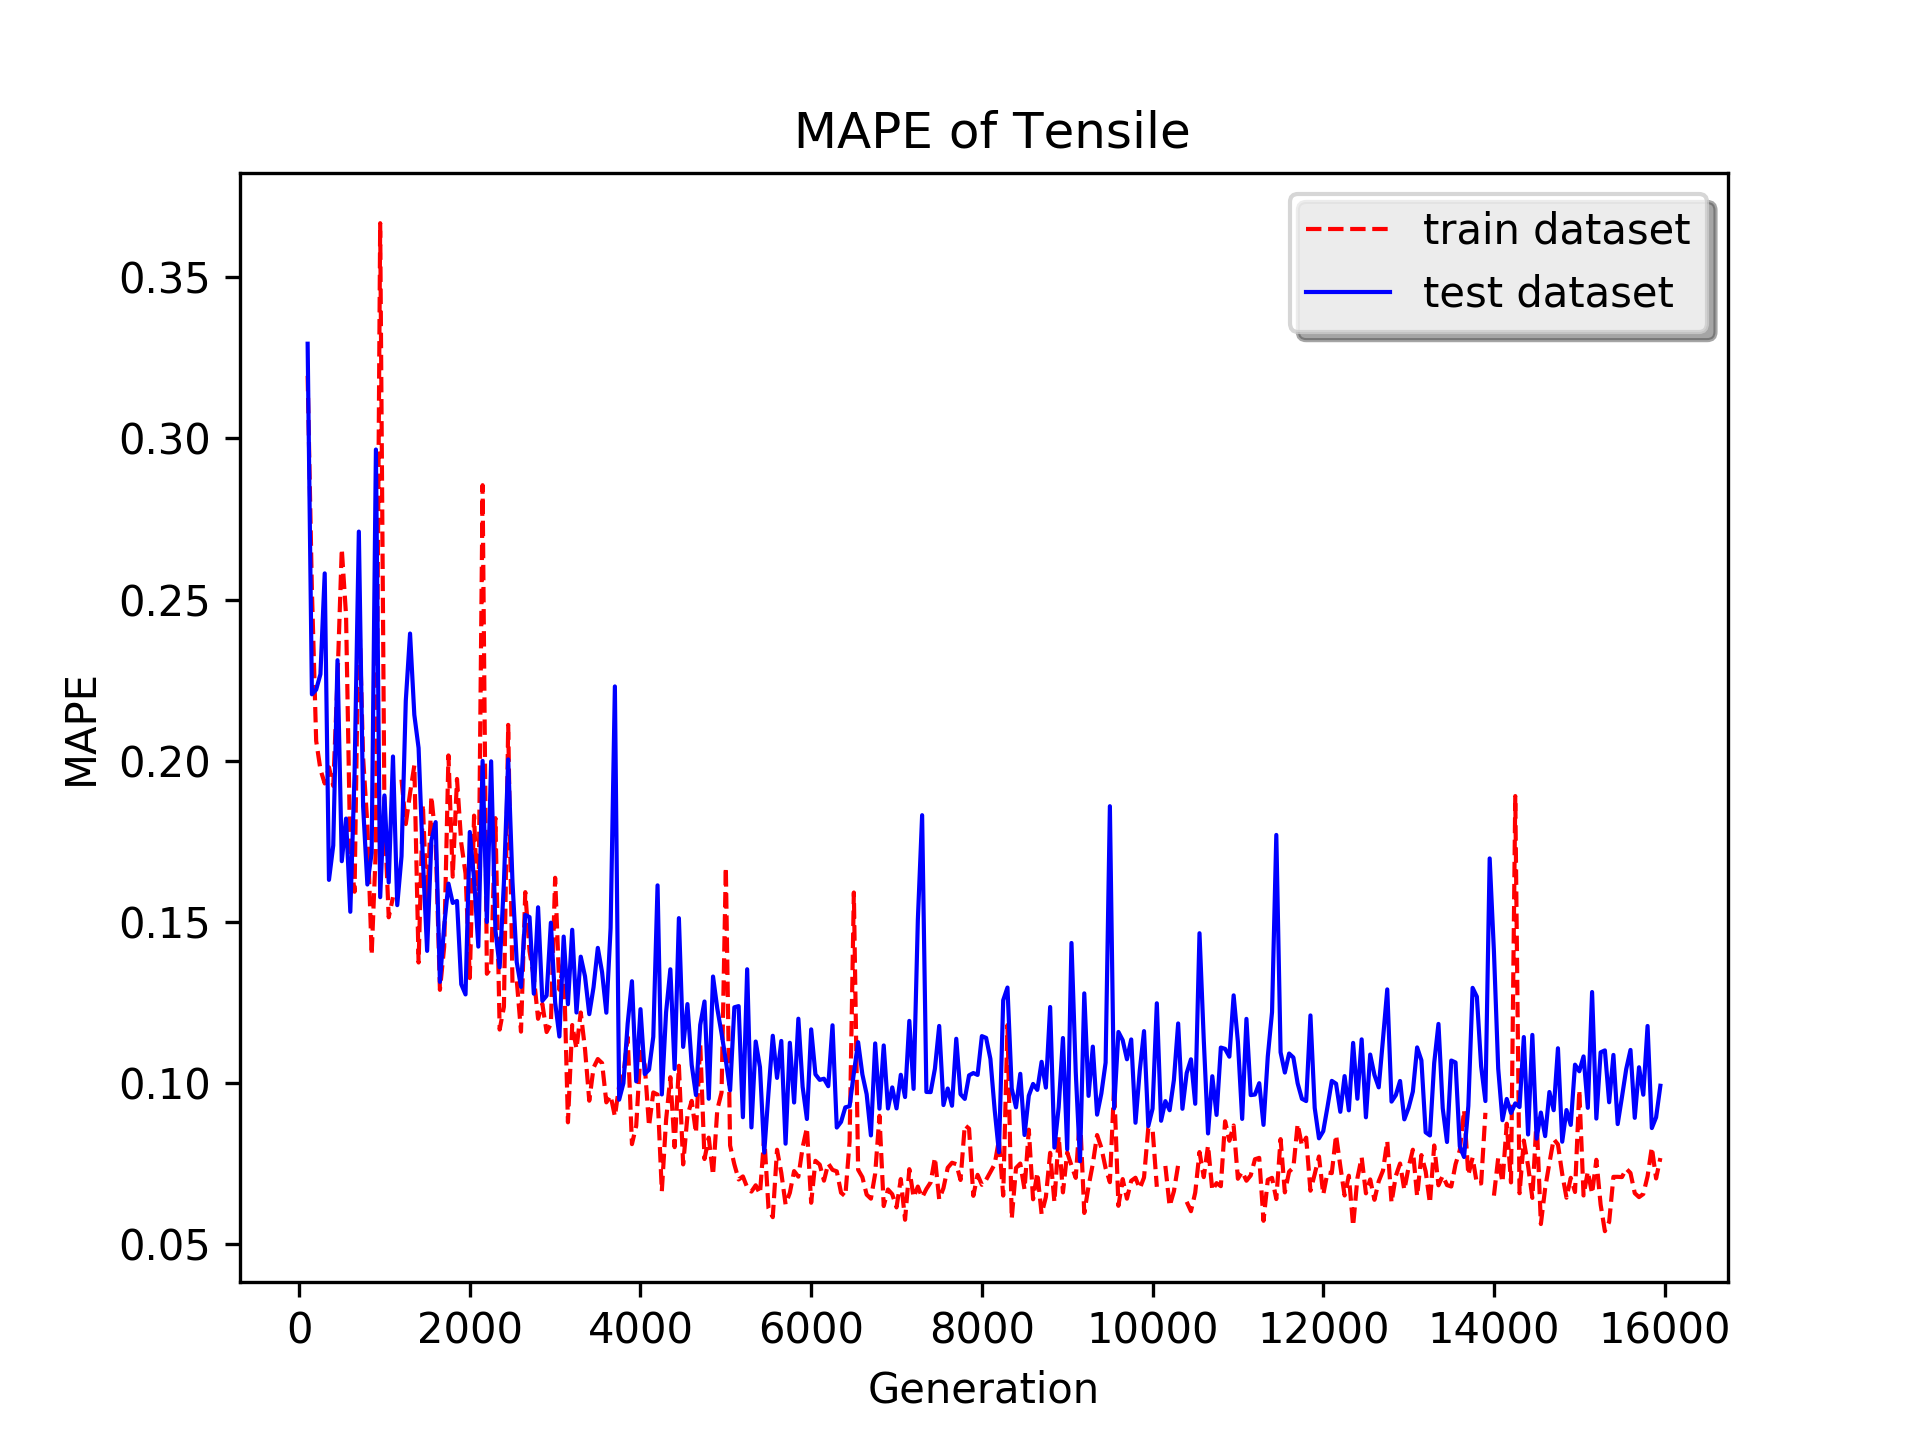 MAPE of Tensile
train dataset
test dataset
MAPE
0.35
0.30
0.25
0.20
0.15
0.10
0.05
0 2000 4000 6000 8000 10000 12000 14000 16000
Generation